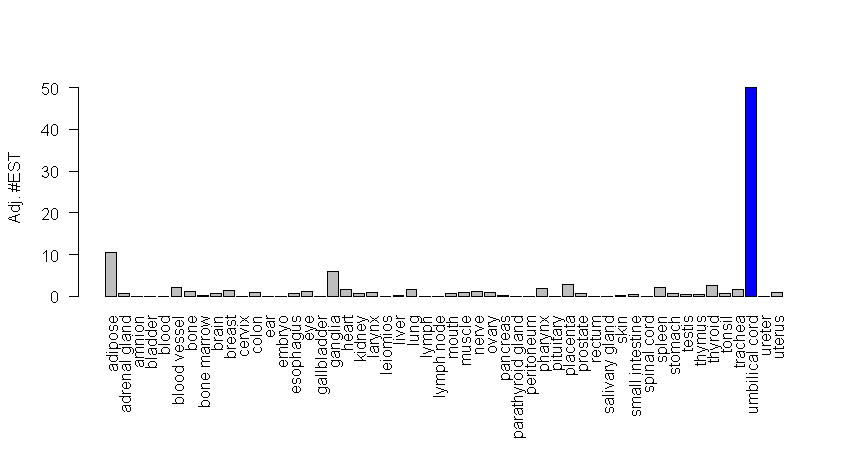 Adj. #EST
50
40
30
20
10
0
adipose
adrenal gland
amnion
bladder
blood
blood vessel
bone
bone marrow
brain
breast
cervix
colon
ear
embryo
esophagus
eye
gallbladder
ganglia
heart
kidney
larynx
leiomios
liver
lung
lymph
lymph node
mouth
muscle
nerve
ovary
pancreas
parathyroid gland
peritoneum
pharynx
pituitary
placenta
prostate
rectum
salivary gland
skin
small intestine
spinal cord
spleen
stomach
testis
thymus
thyroid
tonsil
trachea
umbilical cord
ureter
uterus